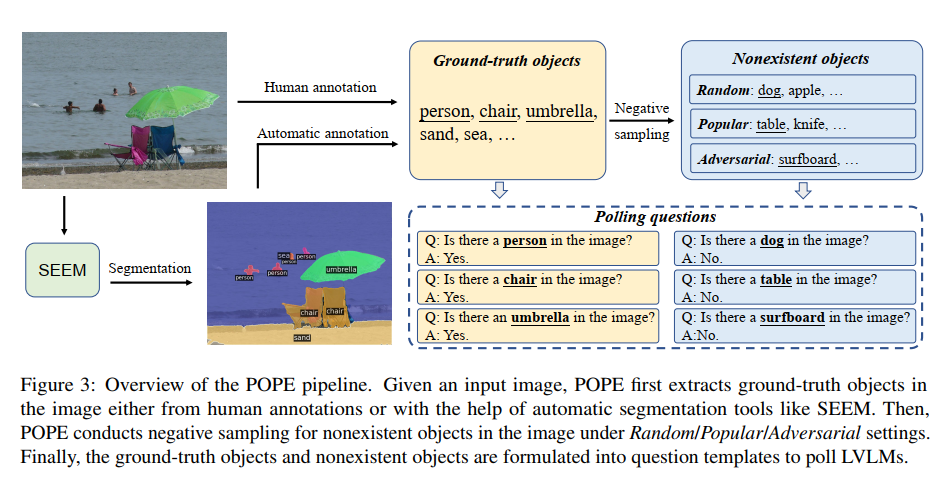 Human annotation
Automatic annotation
Ground-truth objects
person, chair, umbrella,
sand, sea, …
Negative
sampling
Nonexistent objects
Random: dog, apple, …
Popular: table, knife, …
Adversarial: surfboard, …
SEEM
Segmentation
sea
person
person
person
person
umbrella
chair
chair
sand
Polling questions
Q: Is there a person in the image?
A: Yes.
Q: Is there a chair in the image?
A: Yes.
Q: Is there an umbrella in the image?
A: Yes.
Q: Is there a dog in the image?
A: No.
Q: Is there a table in the image?
A: No.
Q: Is there a surfboard in the image?
A:No.
Figure 3: Overview of the POPE pipeline. Given an input image, POPE first extracts ground-truth objects in
the image either from human annotations or with the help of automatic segmentation tools like SEEM. Then,
POPE conducts negative sampling for nonexistent objects in the image under Random/Popular/Adversarial settings.
Finally, the ground-truth objects and nonexistent objects are formulated into question templates to poll LVLMs.